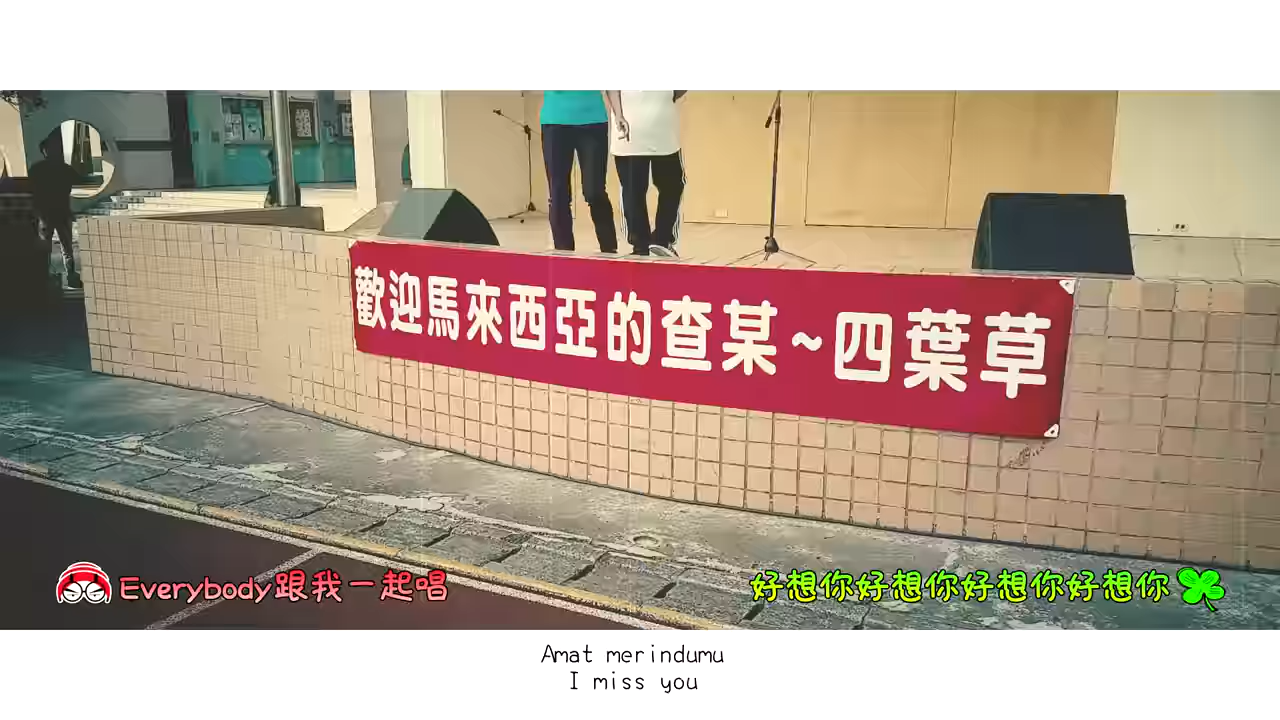 歡迎馬來西亞的查某~四葉草
Everybody跟我一起唱
好想你好想你好想你好想你
Amat merindumu
I miss you